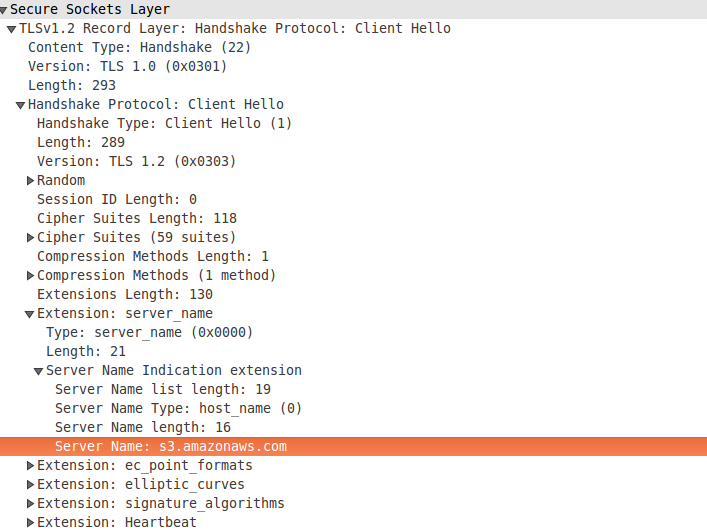 Secure Sockets Layer
TLSv1.2 Record Layer: Handshake Protocol: Client Hello
Content Type: Handshake (22)
Version: TLS 1.0 (0x0301)
Length: 293
Handshake Protocol: Client Hello
Handshake Type: Client Hello (1)
Length: 289
Version: TLS 1.2 (0x0303)
Random
Session ID Length: 0
Cipher Suites Length: 118
Cipher Suites (59 suites)
Compression Methods Length: 1
Compression Methods (1 method)
Extensions Length: 130
Extension: server_name
Type: server_name (0x0000)
Length: 21
Server Name Indication extension
Server Name list length: 19
Server Name Type: host_name (0)
Server Name length: 16
Server Name: s3.amazonaws.com
Extension: ec_point_formats
Extension: elliptic_curves
Extension: signature_algorithms
Extension: Heartbeat